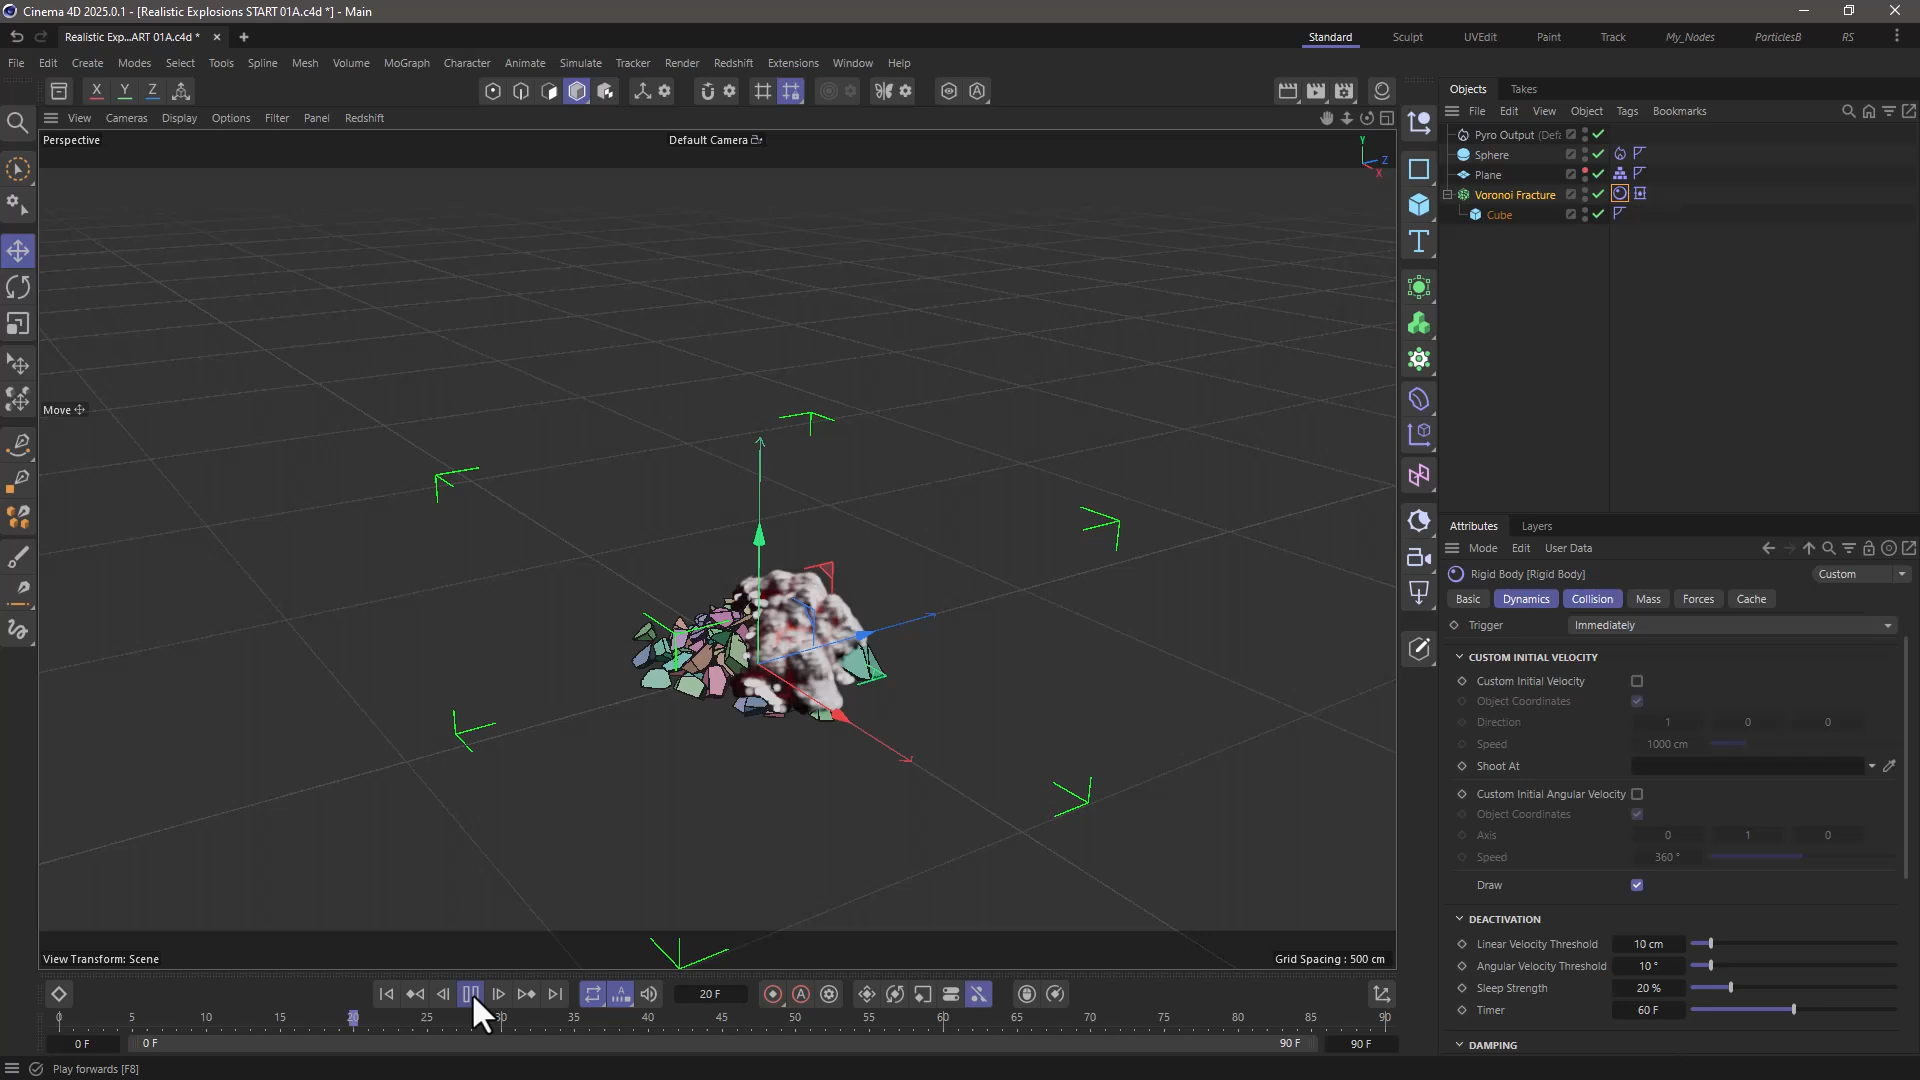 Cinema 4D 2025.0.1 - [Realistic Explosions START 01A.c4d *] - Main
Realistic Exp...ART 01A.c4d *
Standard Sculpt UVEdit Paint Track My_Nodes ParticlesB RS
File Edit Create Modes Select Tools Spline Mesh Volume MoGraph Character Animate Simulate Tracker Render Redshift Extensions Window Help
X Y Z
Objects Takes
View Cameras Display Options Filter Panel Redshift
File Edit View Object Tags Bookmarks
Perspective
Default Camera
Y
Z
X
Pyro Output (Defa
Sphere
Plane
Voronoi Fracture
Cube
Move
Attributes Layers
Mode Edit User Data
Rigid Body [Rigid Body]
Custom
Basic Dynamics Collision Mass Forces Cache
Trigger Immediately
CUSTOM INITIAL VELOCITY
Custom Initial Velocity
Object Coordinates
Direction 1 0 0
Speed 1000 cm
Shoot At
Custom Initial Angular Velocity
Object Coordinates
Axis 0 1 0
Speed 360 °
Draw
DEACTIVATION
Linear Velocity Threshold 10 cm
Angular Velocity Threshold 10 °
Sleep Strength 20 %
Timer 60 F
DAMPING
View Transform: Scene
Grid Spacing : 500 cm
20 F
0 5 10 15 20 25 30 35 40 45 50 55 60 65 70 75 80 85 90
0 F 0 F 90 F 90 F
Play forwards [F8]